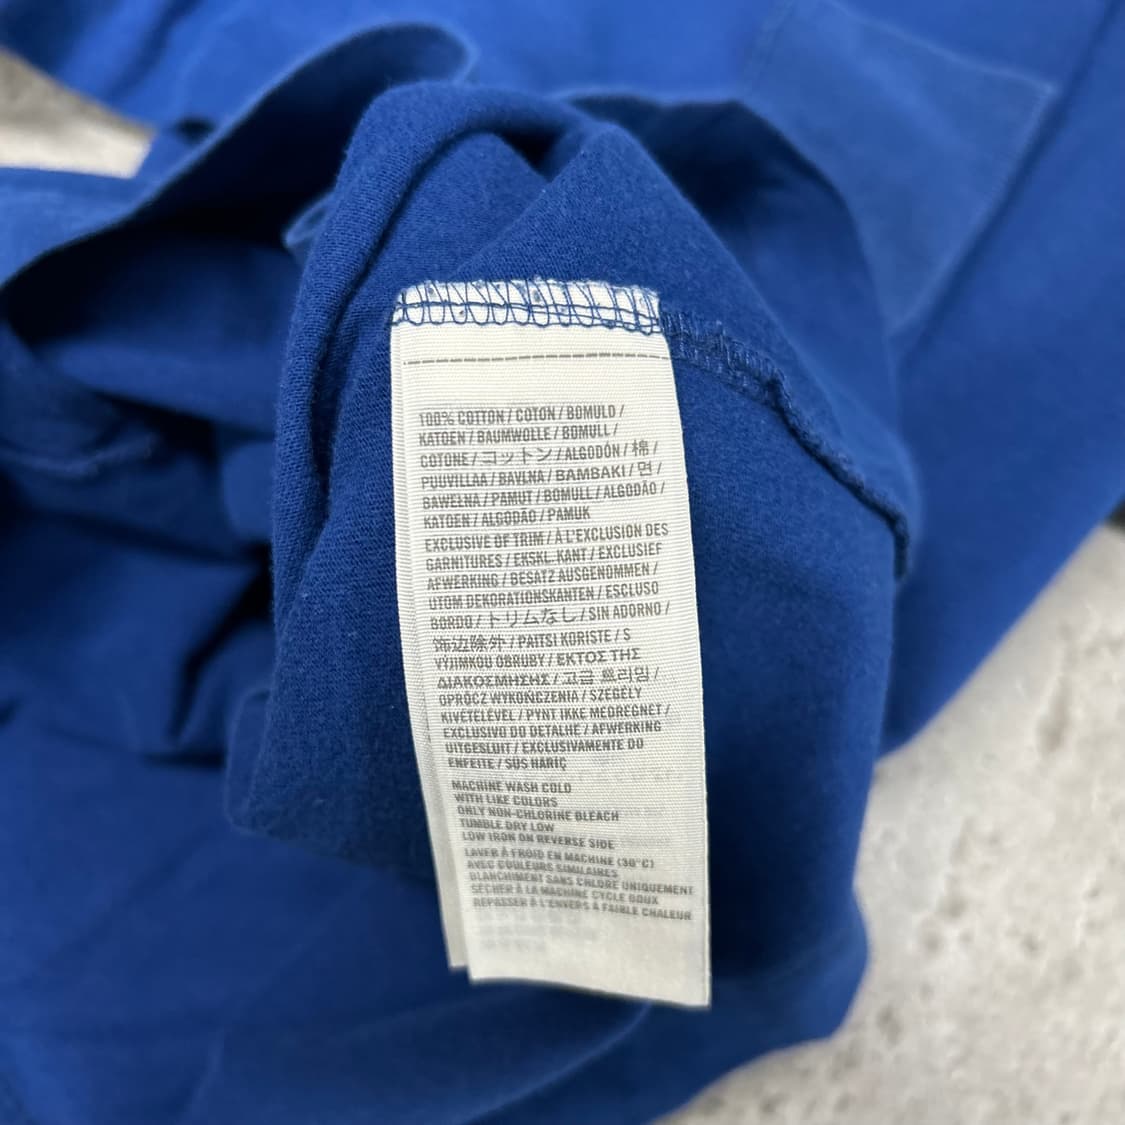 100% COTTON / COTON / BOMULD /
KATOEN / BAUMWOLLE / BOMULL /
COTONE / コットン / ALGODÓN / 棉 /
PUUVILLAA / BAVLNA / BAMBAKI / 면 /
BAWEŁNA / PAMUT / BOMULL / ALGODÃO /
KATOEN / ALGODÃO / PAMUK
EXCLUSIVE OF TRIM / À L'EXCLUSION DES
GARNITURES / EKSKL. KANT / EXCLUSIEF
AFWERKING / BESATZ AUSGENOMMEN /
UTOM DEKORATIONSKANTEN / ESCLUSO
BORDO / トリムなし / SIN ADORNO /
饰边除外 / PAITSI KORISTE / S
VÝJIMKOU OBRUBY / ΕΚΤΟΣ ΤΗΣ
ΔΙΑΚΟΣΜΗΣΗΣ / 고급 트리밍 /
OPRÓCZ WYKOŃCZENIA / SZEGÉLY
KIVÉTELÉVEL / PYNT IKKE MEDREGNET /
EXCLUSIVO DO DETALHE / AFWERKING
UITGESLUIT / EXCLUSIVAMENTE DO
ENFEITE / SÜS HARİÇ
MACHINE WASH COLD
WITH LIKE COLORS
ONLY NON-CHLORINE BLEACH
TUMBLE DRY LOW
LOW IRON ON REVERSE SIDE
LAVER À FROID EN MACHINE (30°C)
AVEC COULEURS SIMILAIRES
BLANCHIMENT SANS CHLORE UNIQUEMENT
SÉCHER À LA MACHINE CYCLE DOUX
REPASSER À L'ENVERS À FAIBLE CHALEUR